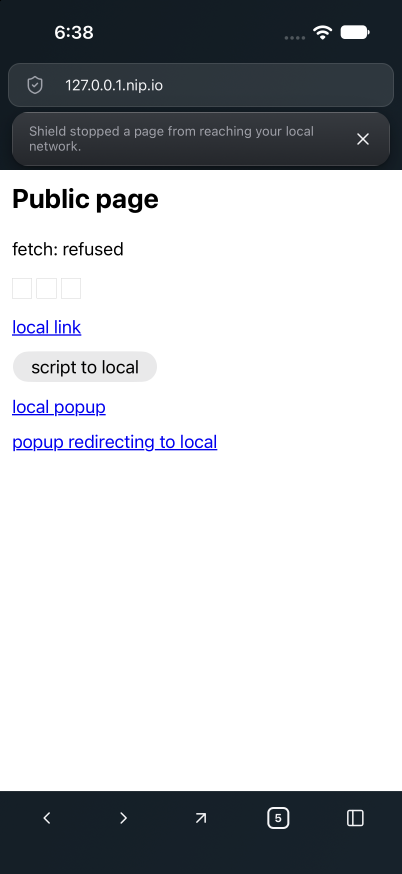 6:38
127.0.0.1.nip.io
Shield stopped a page from reaching your local
network.
Public page
fetch: refused
local link
script to local
local popup
popup redirecting to local
5